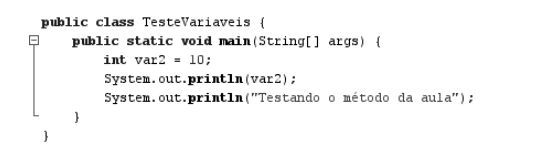 public class TesteVariaveis {
public static void main(String[] args) {
int var2 = 10;
System.out.println(var2);
System.out.println("Testando o método da aula");
}
}